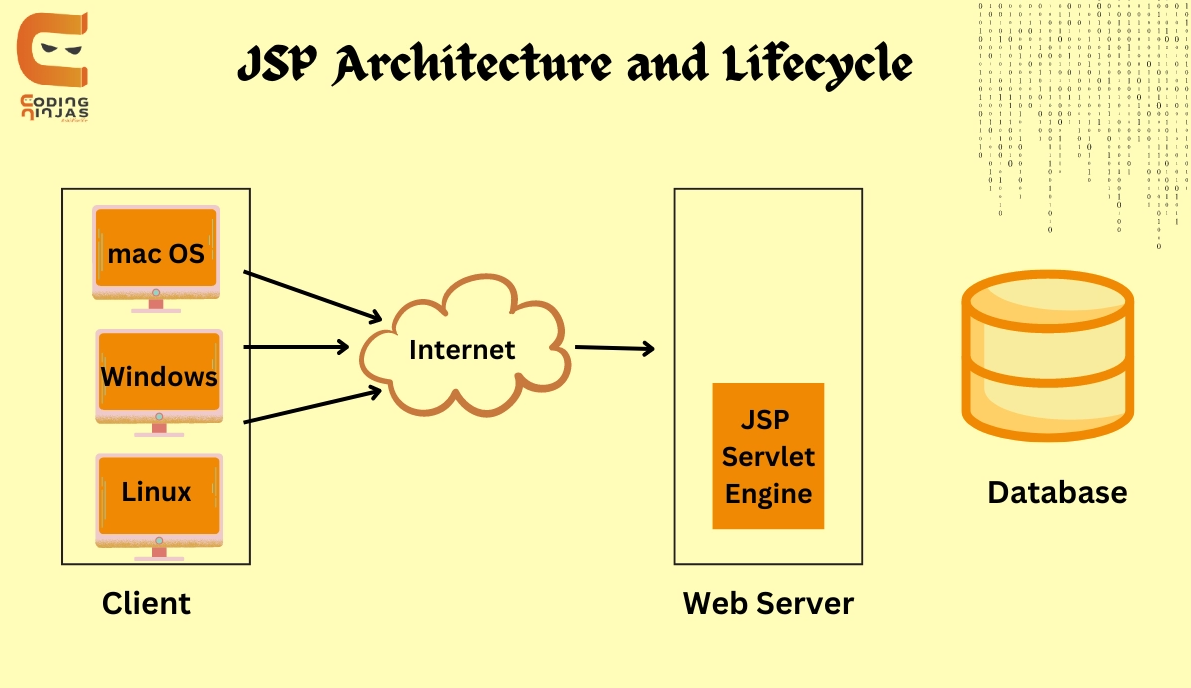 CODING
NINJAS
JSP Architecture and Lifecycle
mac OS
Windows
Linux
Client
Internet
JSP
Servlet
Engine
Web Server
Database